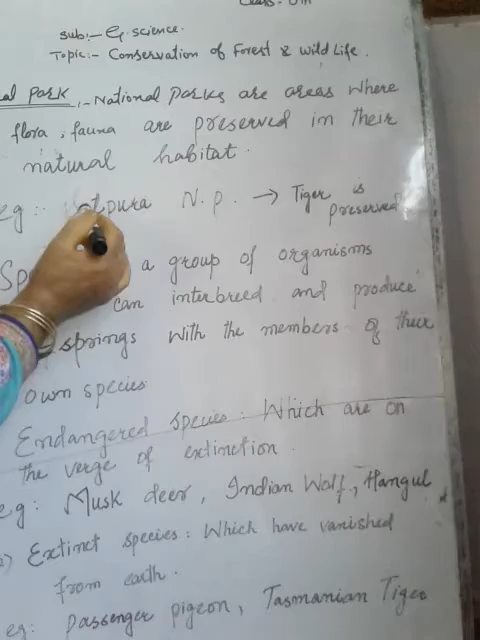 Class:- VIII
Sub:- G. science.
Topic:- Conservation of Forest & Wild Life.
al Park :- National Parks are areas where
flora, fauna are preserved in their
natural habitat.
eg :- tpura N.P. → Tiger is
preserved
Sp a group of organisms
can interbreed and produce
springs with the members of their
own species
Endangered species: Which are on
the verge of extinction.
e.g: Musk deer, Indian Wolf, Hangul
) Extinct species: Which have vanished
from earth.
eg: Passenger pigeon, Tasmanian Tiger